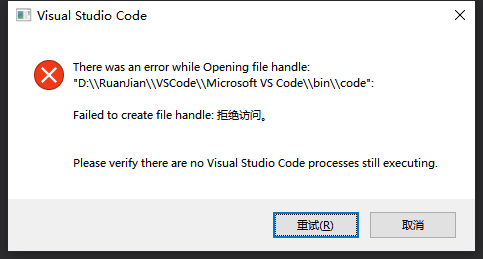 Visual Studio Code
There was an error while Opening file handle:
"D:\\RuanJian\\VSCode\\Microsoft VS Code\\bin\\code":
Failed to create file handle: 拒绝访问。
Please verify there are no Visual Studio Code processes still executing.
重试(R)
取消